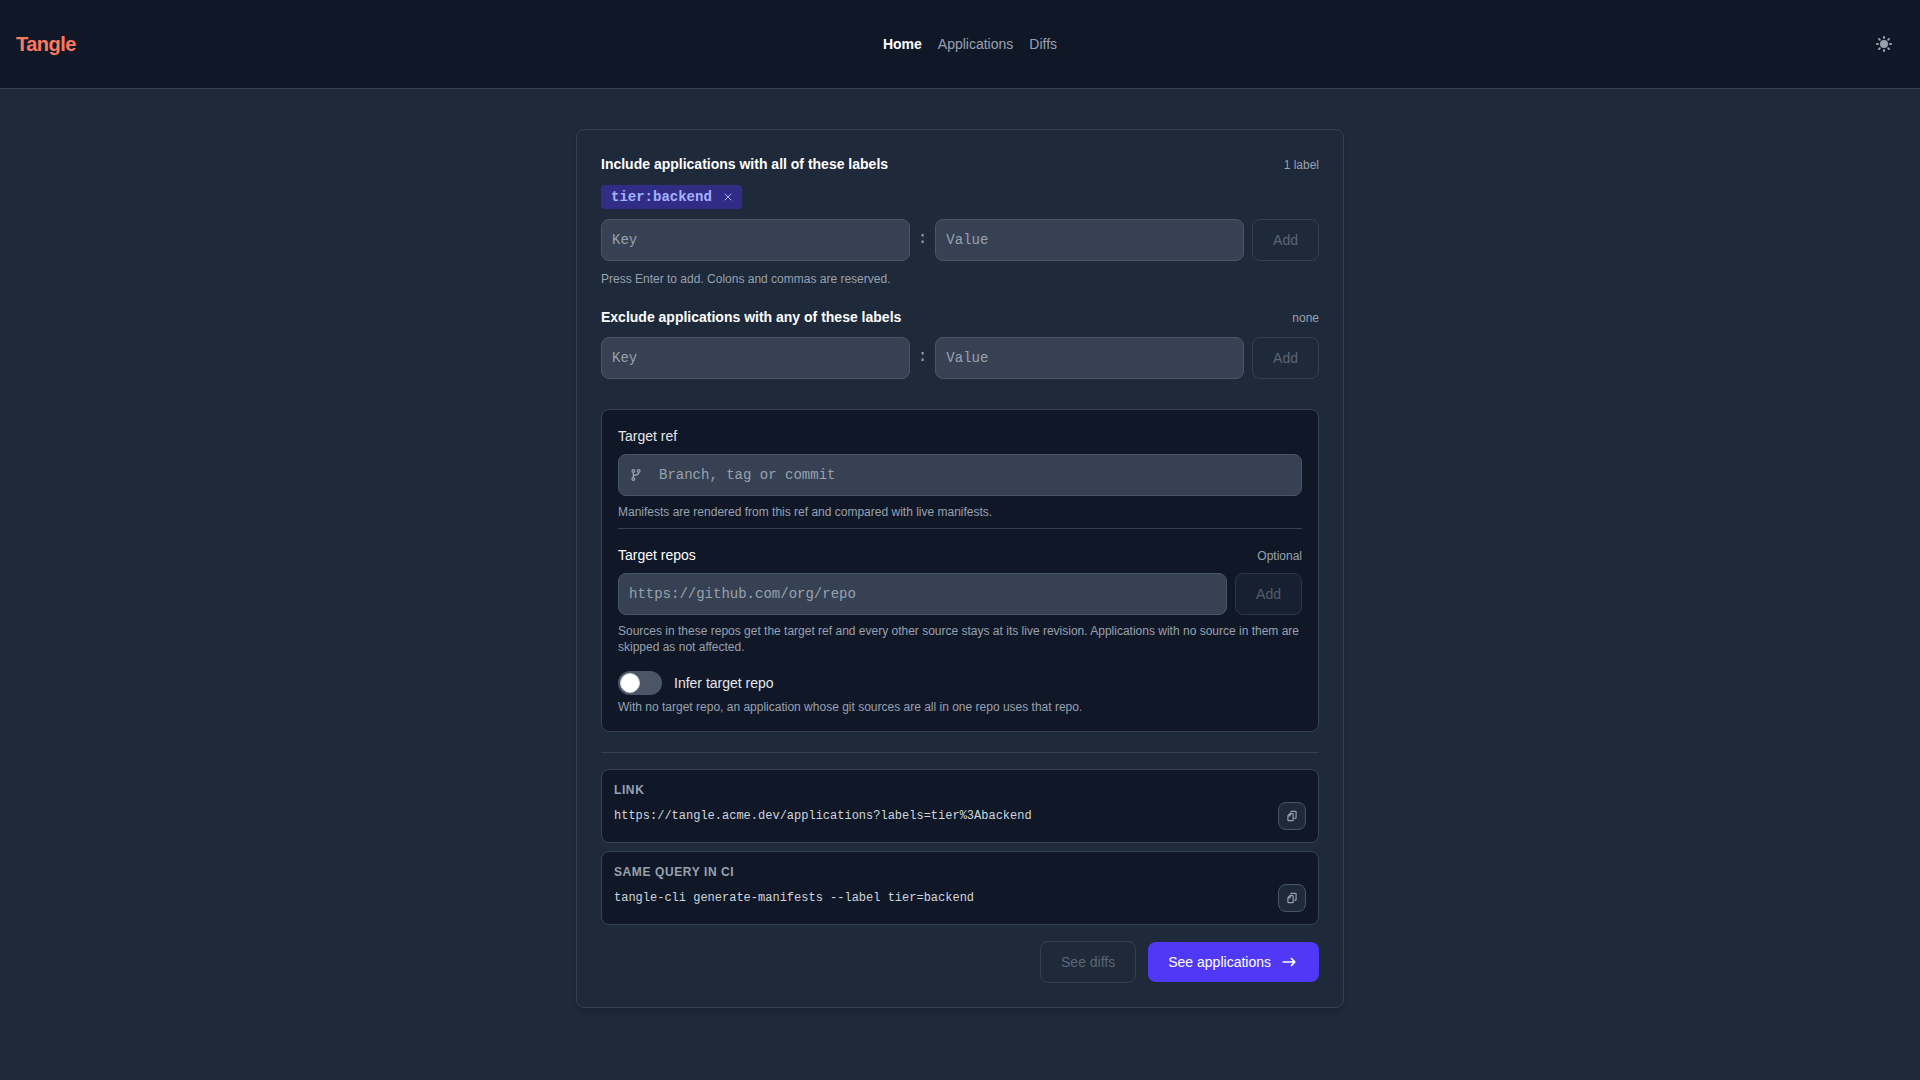 Tangle
Home
Applications
Diffs
Include applications with all of these labels
1 label
tier:backend
Key
:
Value
Add
Press Enter to add. Colons and commas are reserved.
Exclude applications with any of these labels
none
Key
:
Value
Add
Target ref
Branch, tag or commit
Manifests are rendered from this ref and compared with live manifests.
Target repos
Optional
https://github.com/org/repo
Add
Sources in these repos get the target ref and every other source stays at its live revision. Applications with no source in them are
skipped as not affected.
Infer target repo
With no target repo, an application whose git sources are all in one repo uses that repo.
LINK
https://tangle.acme.dev/applications?labels=tier%3Abackend
SAME QUERY IN CI
tangle-cli generate-manifests --label tier=backend
See diffs
See applications